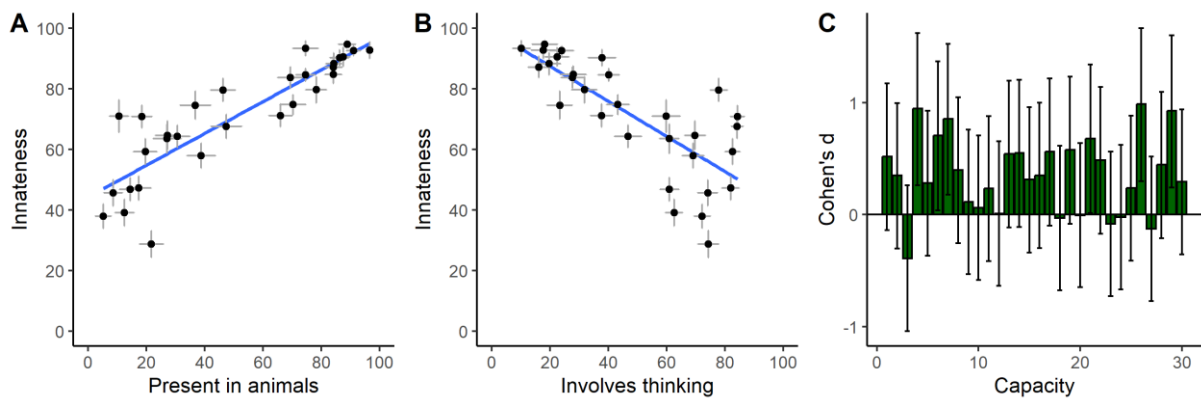 A
100
80
60
40
20
0
Innateness
0 20 40 60 80 100
Present in animals
B
100
80
60
40
20
0
Innateness
0 20 40 60 80 100
Involves thinking
C
1
0
-1
Cohen's d
0 10 20 30
Capacity